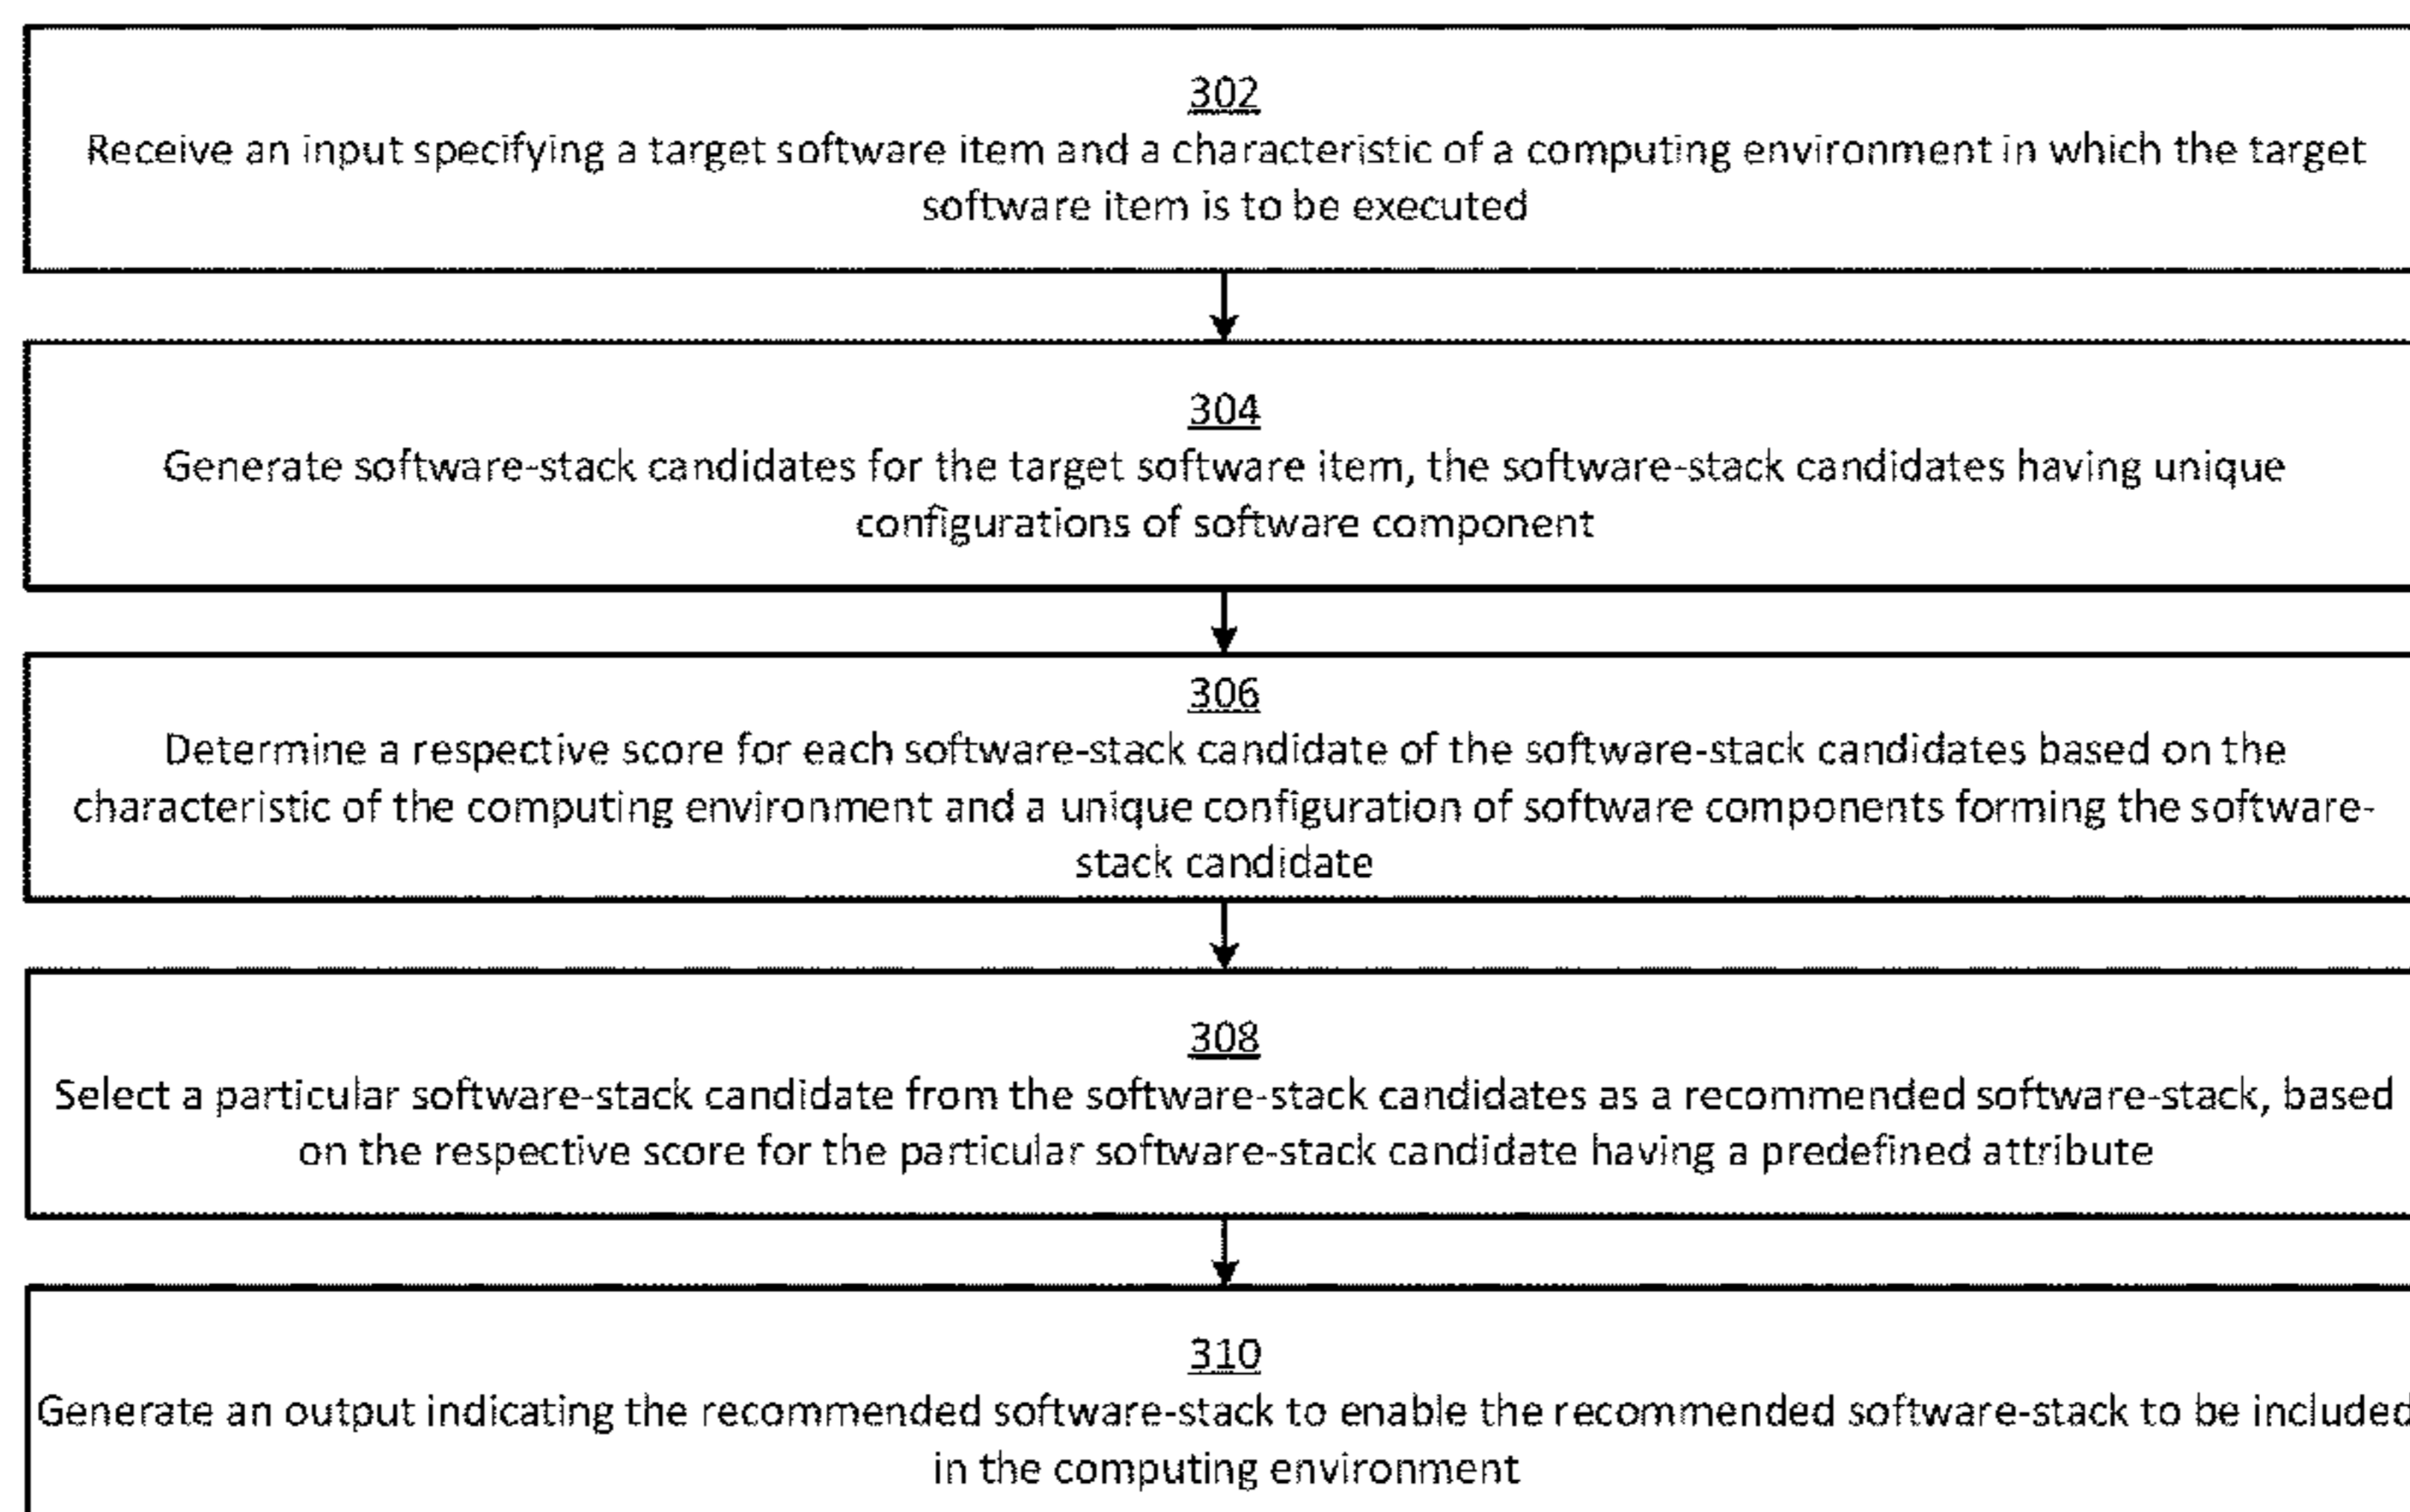 302
Receive an input specifying a target software item and a characteristic of a computing environment in which the target
software item is to be executed
304
Generate software-stack candidates for the target software item, the software-stack candidates having unique
configurations of software component
306
Determine a respective score for each software-stack candidate of the software-stack candidates based on the
characteristic of the computing environment and a unique configuration of software components forming the software-
stack candidate
308
Select a particular software-stack candidate from the software-stack candidates as a recommended software-stack, based
on the respective score for the particular software-stack candidate having a predefined attribute
310
Generate an output indicating the recommended software-stack to enable the recommended software-stack to be included
in the computing environment